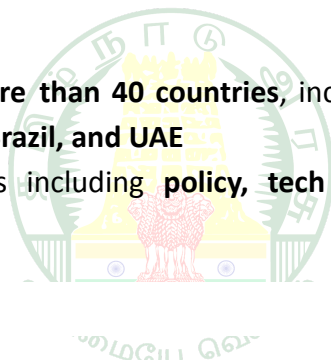 re than 40 countries, inc
razil, and UAE
s including policy, tech